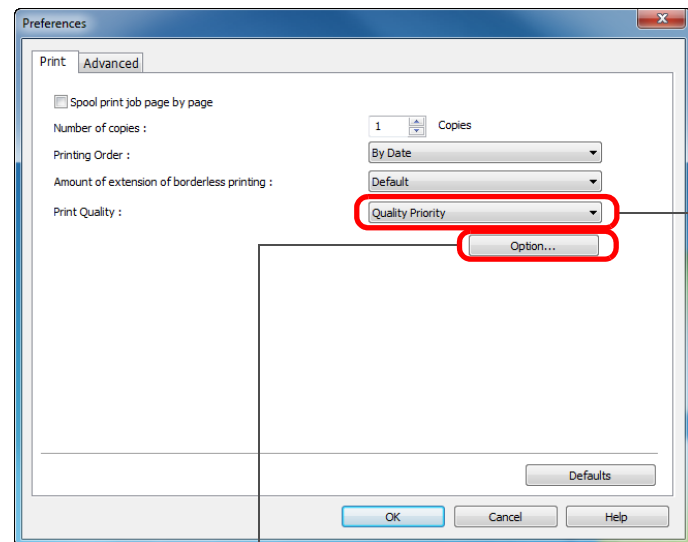 Preferences
Print Advanced
Spool print job page by page
Number of copies : 1 Copies
Printing Order : By Date
Amount of extension of borderless printing : Default
Print Quality : Quality Priority
Option...
Defaults
OK Cancel Help